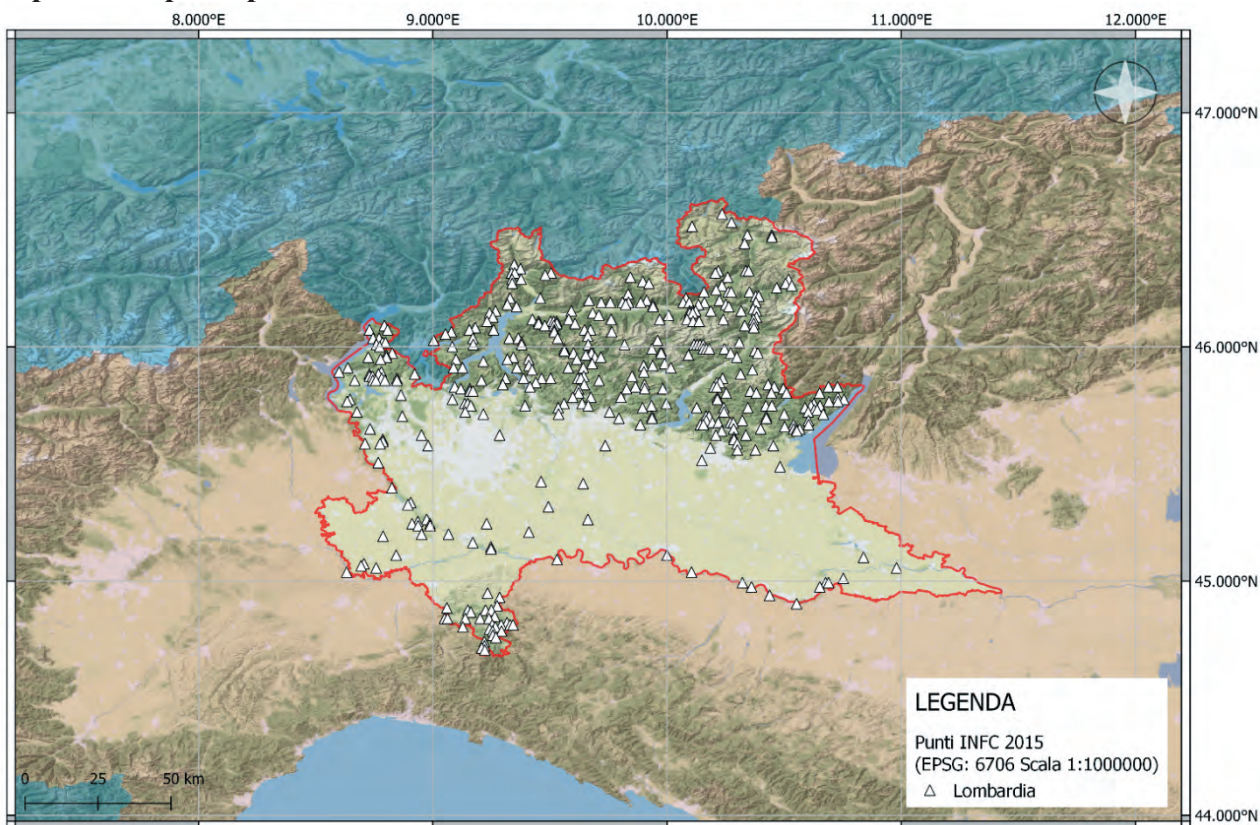 8.000°E 9.000°E 10.000°E 11.000°E 12.000°E
47.000°N
46.000°N
45.000°N
44.000°N
LEGENDA
Punti INFC 2015
(EPSG: 6706 Scala 1:1000000)
Lombardia
0 25 50 km